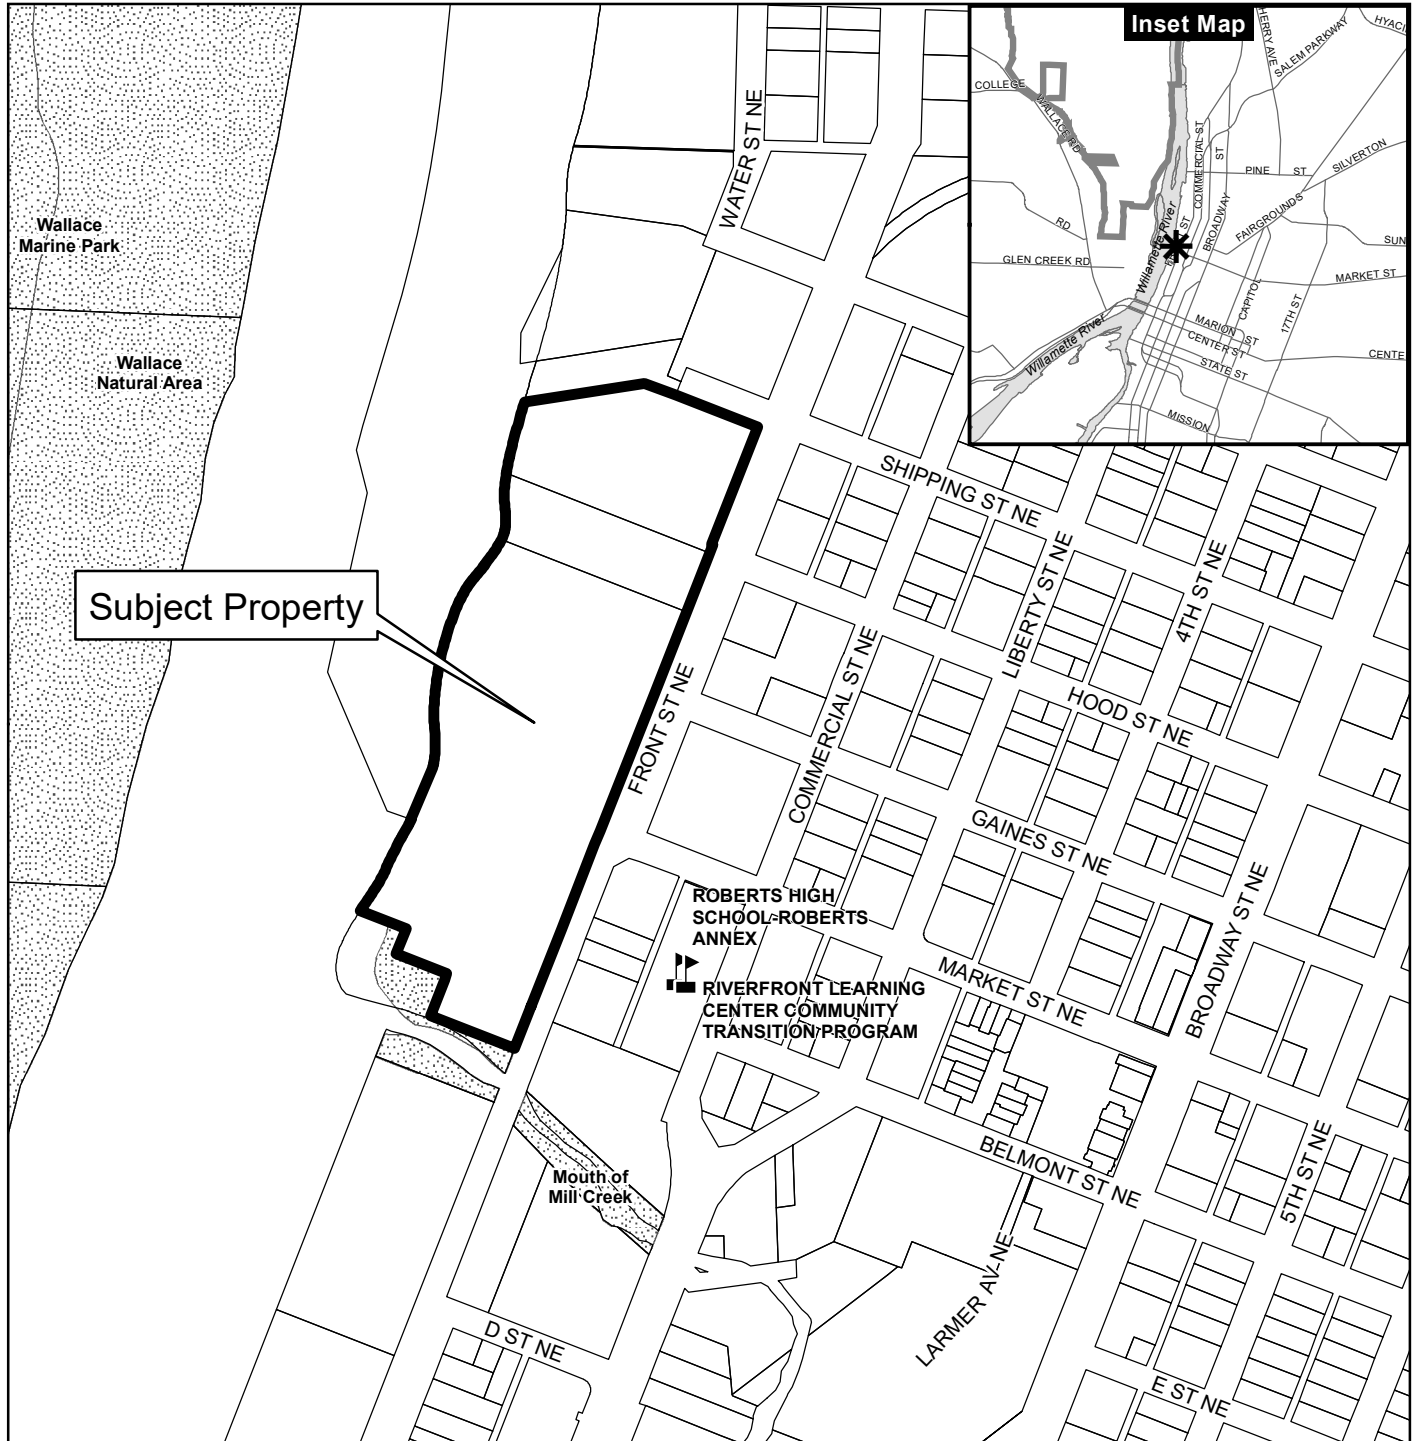 Inset Map
HERRY AVE
SALEM PARKWAY
HYACI
COLLEGE
WALLACE RD
COMMERCIAL ST
ST
PINE ST
SILVERTON
FAIRGROUNDS
BROADWAY
ST
RD
SUN
GLEN CREEK RD
Willamette River
MARKET ST
CAPITOL
17TH ST
MARION ST
CENTER ST
CENTE
STATE ST
Willamette River
MISSION
WATER ST NE
Wallace
Marine Park
Wallace
Natural Area
SHIPPING ST NE
LIBERTY ST NE
4TH ST NE
Subject Property
FRONT ST NE
COMMERCIAL ST NE
HOOD ST NE
GAINES ST NE
BROADWAY ST NE
ROBERTS HIGH
SCHOOL-ROBERTS
ANNEX
MARKET ST NE
RIVERFRONT LEARNING
CENTER COMMUNITY
TRANSITION PROGRAM
BELMONT ST NE
5TH ST NE
Mouth of
Mill Creek
LARMER AV NE
D ST NE
E ST NE